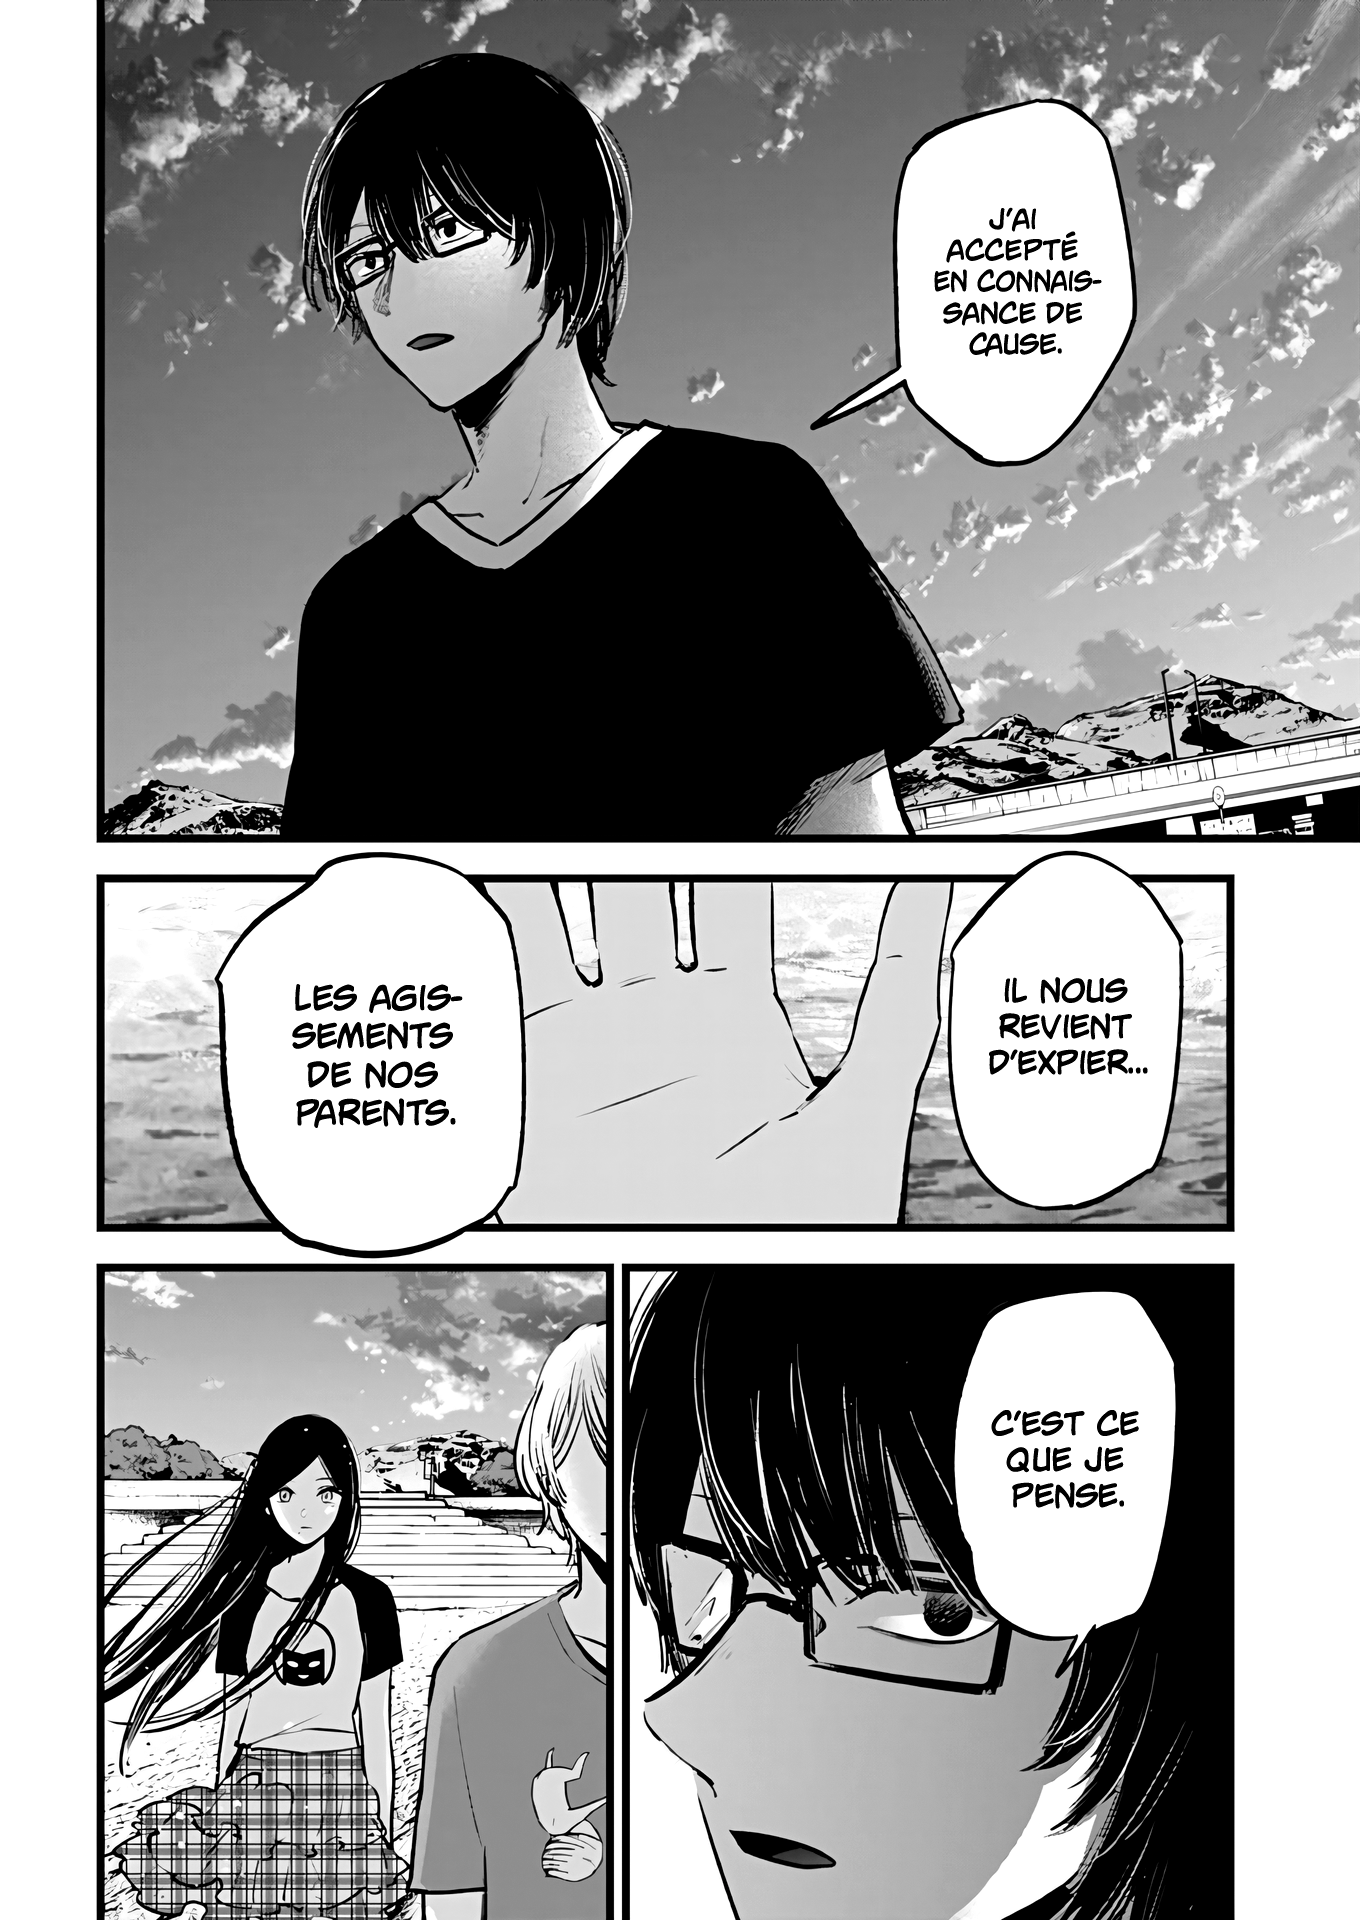 J'AI
ACCEPTÉ
EN CONNAIS-
SANCE DE
CAUSE.
IL NOUS
REVIENT
D'EXPIER...
LES AGIS-
SEMENTS
DE NOS
PARENTS.
C'EST CE
QUE JE
PENSE.